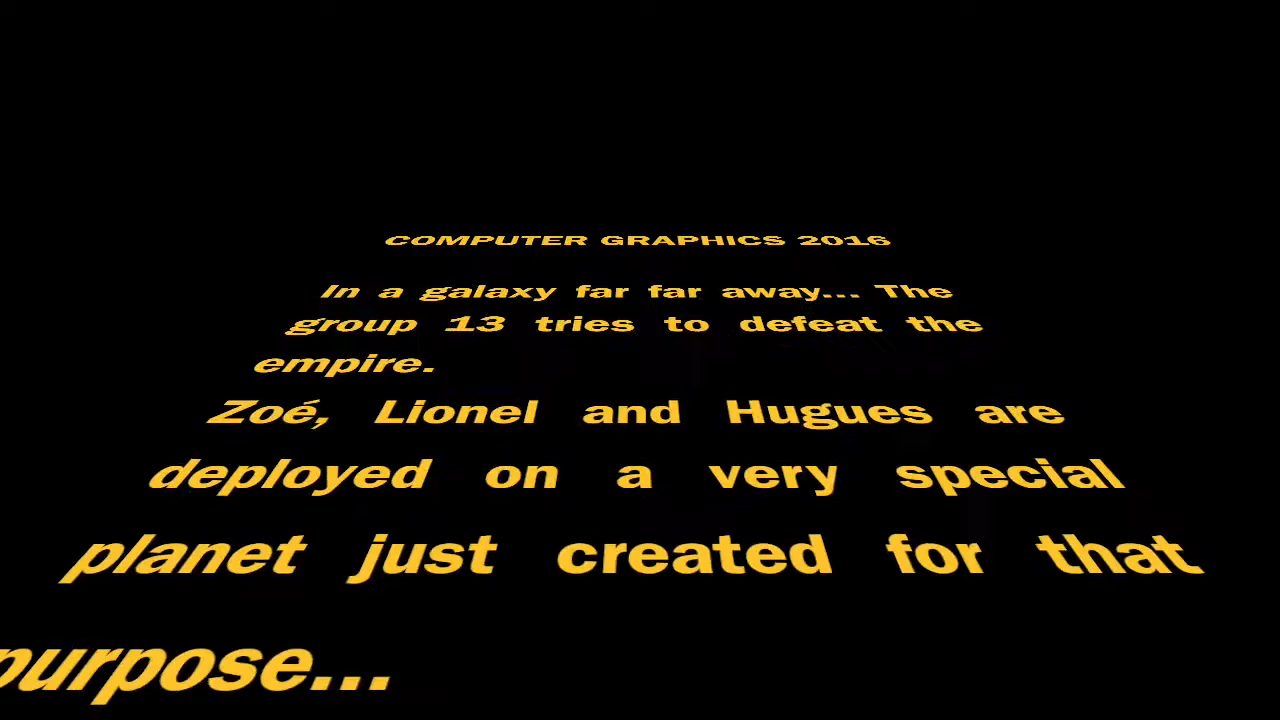 COMPUTER GRAPHICS 2016
In a galaxy far far away... The
group 13 tries to defeat the
empire.
Zoé, Lionel and Hugues are
deployed on a very special
planet just created for that
purpose...